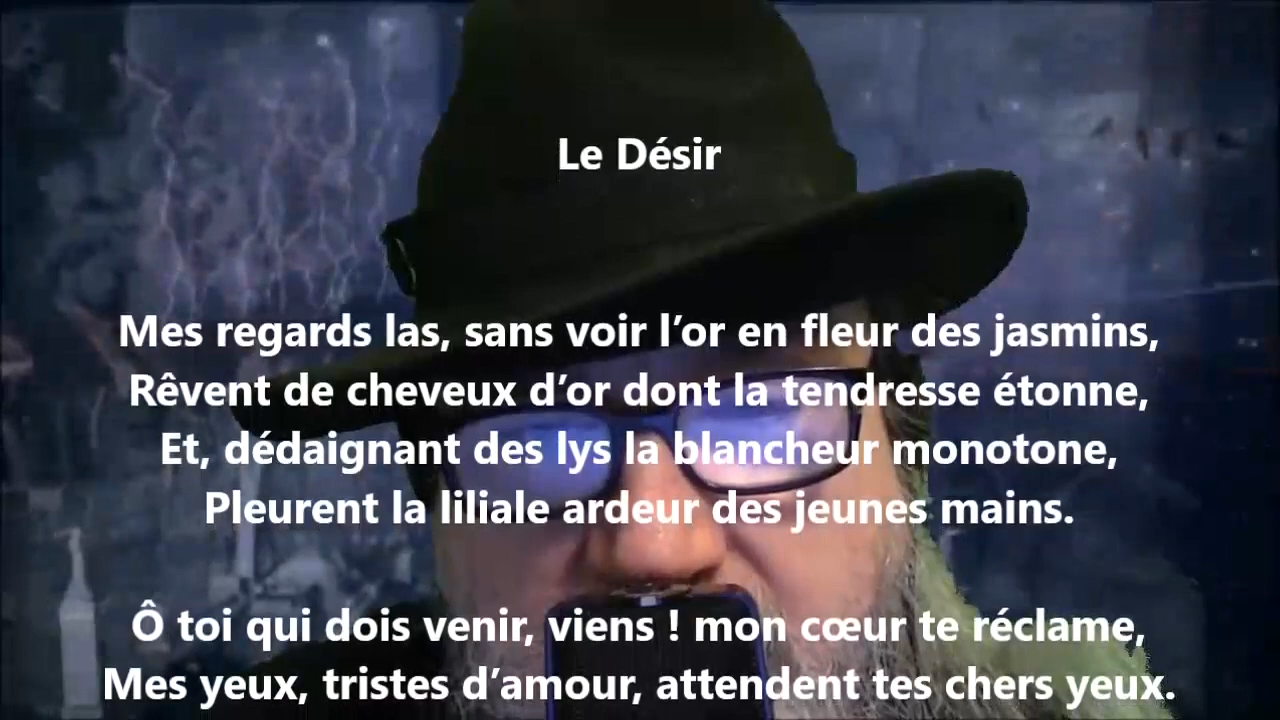 Le Désir
Mes regards las, sans voir l’or en fleur des jasmins,
Rêvent de cheveux d’or dont la tendresse étonne,
Et, dédaignant des lys la blancheur monotone,
Pleurent la liliale ardeur des jeunes mains.
Ô toi qui dois venir, viens ! mon cœur te réclame,
Mes yeux, tristes d’amour, attendent tes chers yeux.